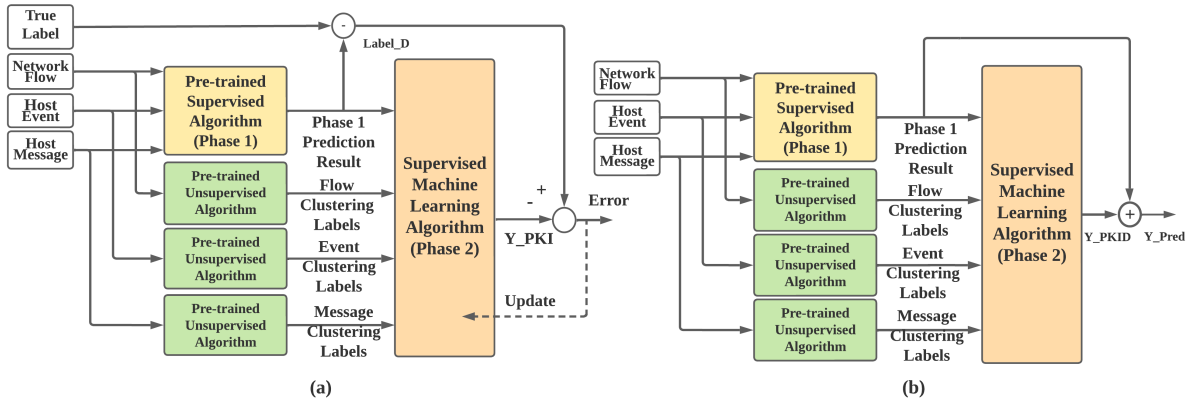 True
Label
Network
Flow
Host
Event
Host
Message
Pre-trained
Supervised
Algorithm
(Phase 1)
Pre-trained
Unsupervised
Algorithm
Pre-trained
Unsupervised
Algorithm
Pre-trained
Unsupervised
Algorithm
-
Label_D
Phase 1
Prediction
Result
Flow
Clustering
Labels
Event
Clustering
Labels
Message
Clustering
Labels
Supervised
Machine
Learning
Algorithm
(Phase 2)
+
-
Y_PKI
Error
Update
(a)
Network
Flow
Host
Event
Host
Message
Pre-trained
Supervised
Algorithm
(Phase 1)
Pre-trained
Unsupervised
Algorithm
Pre-trained
Unsupervised
Algorithm
Pre-trained
Unsupervised
Algorithm
Phase 1
Prediction
Result
Flow
Clustering
Labels
Event
Clustering
Labels
Message
Clustering
Labels
Supervised
Machine
Learning
Algorithm
(Phase 2)
+
Y_PKID
Y_Pred
(b)